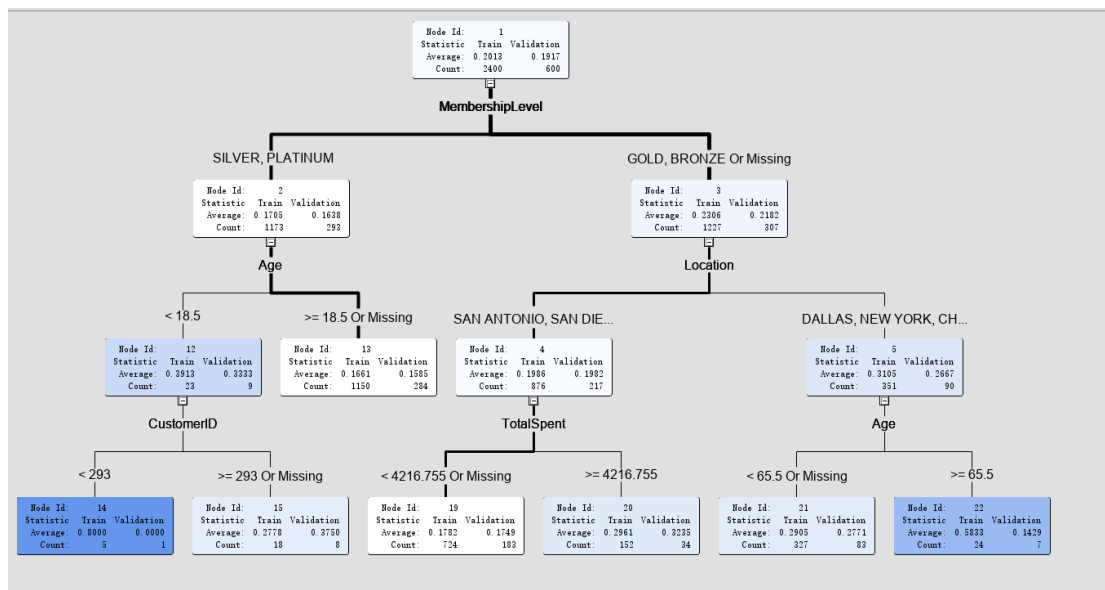 Node Id: 1
Statistic Train Validation
Average: 0.2013 0.1917
Count: 2400 600
MembershipLevel
SILVER, PLATINUM
GOLD, BRONZE Or Missing
Node Id: 2
Statistic Train Validation
Average: 0.1705 0.1638
Count: 1173 293
Node Id: 3
Statistic Train Validation
Average: 0.2306 0.2182
Count: 1227 307
Age
Location
< 18.5
>= 18.5 Or Missing
SAN ANTONIO, SAN DIE...
DALLAS, NEW YORK, CH...
Node Id: 12
Statistic Train Validation
Average: 0.3913 0.3333
Count: 23 9
Node Id: 13
Statistic Train Validation
Average: 0.1661 0.1585
Count: 1150 284
Node Id: 4
Statistic Train Validation
Average: 0.1986 0.1982
Count: 876 217
Node Id: 5
Statistic Train Validation
Average: 0.3105 0.2667
Count: 351 90
CustomerID
TotalSpent
Age
< 293
>= 293 Or Missing
< 4216.755 Or Missing
>= 4216.755
< 65.5 Or Missing
>= 65.5
Node Id: 14
Statistic Train Validation
Average: 0.8000 0.0000
Count: 5 1
Node Id: 15
Statistic Train Validation
Average: 0.2778 0.3750
Count: 18 8
Node Id: 19
Statistic Train Validation
Average: 0.1782 0.1749
Count: 724 183
Node Id: 20
Statistic Train Validation
Average: 0.2961 0.3235
Count: 152 34
Node Id: 21
Statistic Train Validation
Average: 0.2905 0.2771
Count: 327 83
Node Id: 22
Statistic Train Validation
Average: 0.5833 0.1429
Count: 24 7